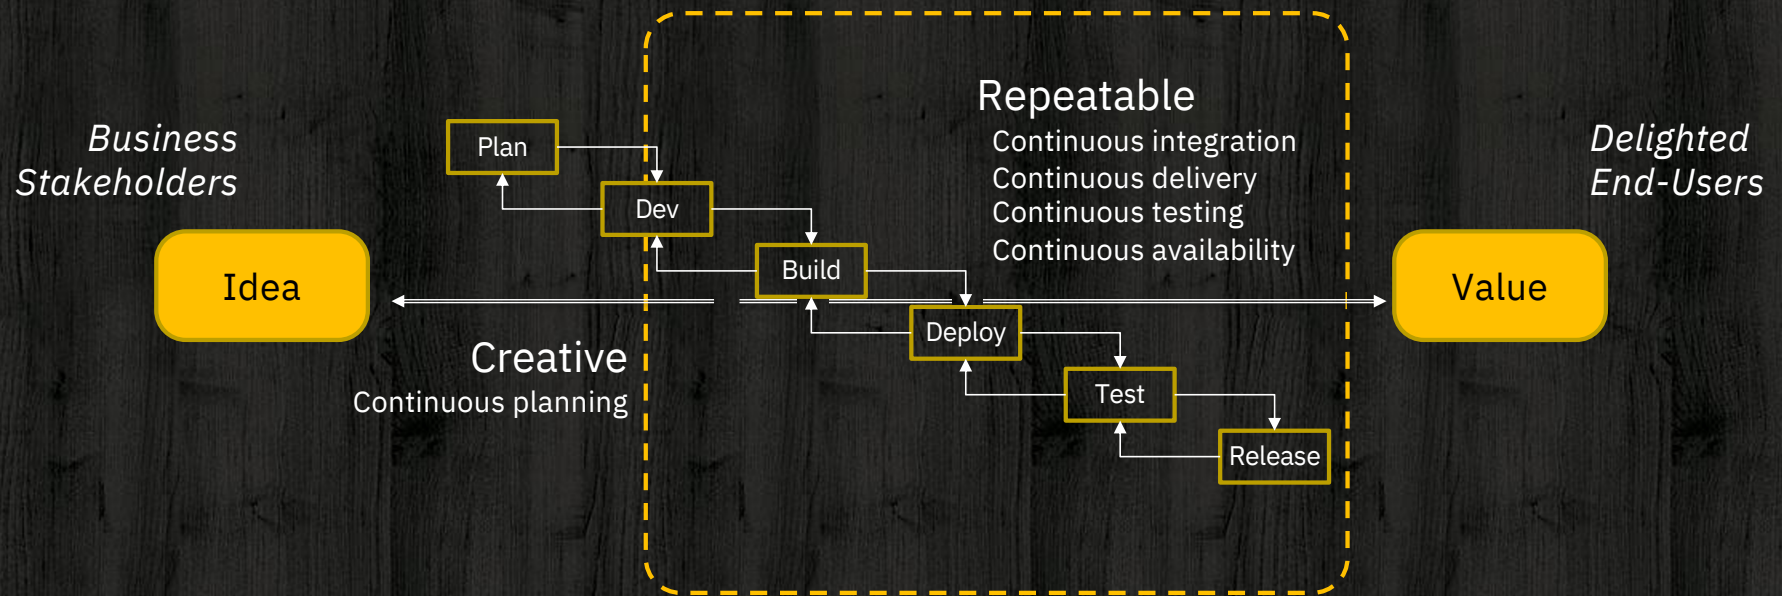 Business
Stakeholders
Idea
Creative
Continuous planning
Plan
Dev
Build
Deploy
Test
Release
Repeatable
Continuous integration
Continuous delivery
Continuous testing
Continuous availability
Delighted
End-Users
Value